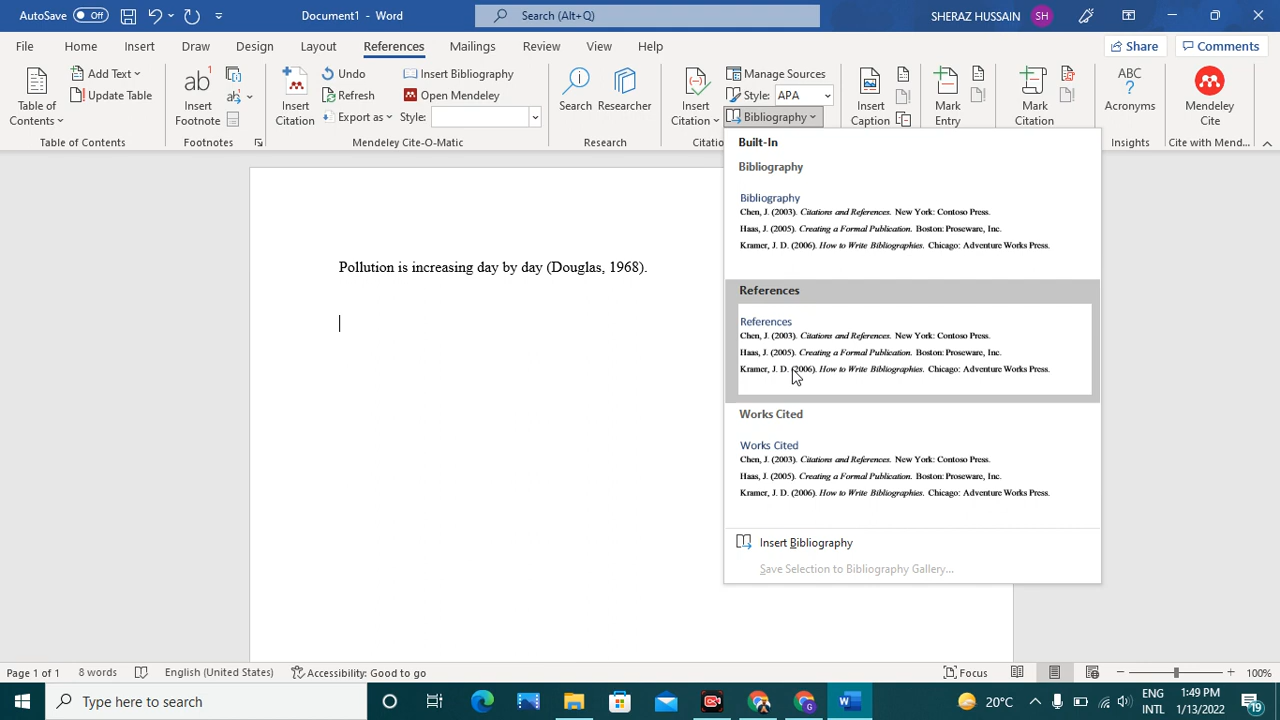 AutoSave Off Document1 - Word Search (Alt+Q) SHERAZ HUSSAIN SH
File Home Insert Draw Design Layout References Mailings Review View Help Share Comments
Table of Contents
Add Text
Update Table
Table of Contents
ab
Insert Footnote
ab
Footnotes
Insert Citation
Undo
Refresh
Export as
Insert Bibliography
Open Mendeley
Style:
Mendeley Cite-O-Matic
Search
Researcher
Research
Insert Citation
Manage Sources
Style: APA
Bibliography
Citatio
Insert Caption
Mark Entry
Mark Citation
ABC
?
Acronyms
Insights
Mendeley Cite
Cite with Mendeley
Pollution is increasing day by day (Douglas, 1968).
Built-In
Bibliography
Bibliography
Chen, J. (2003). Citations and References. New York: Contoso Press.
Haas, J. (2005). Creating a Formal Publication. Boston: Proseware, Inc.
Kramer, J. D. (2006). How to Write Bibliographies. Chicago: Adventure Works Press.
References
References
Chen, J. (2003). Citations and References. New York: Contoso Press.
Haas, J. (2005). Creating a Formal Publication. Boston: Proseware, Inc.
Kramer, J. D. (2006). How to Write Bibliographies. Chicago: Adventure Works Press.
Works Cited
Works Cited
Chen, J. (2003). Citations and References. New York: Contoso Press.
Haas, J. (2005). Creating a Formal Publication. Boston: Proseware, Inc.
Kramer, J. D. (2006). How to Write Bibliographies. Chicago: Adventure Works Press.
Insert Bibliography
Save Selection to Bibliography Gallery...
Page 1 of 1 8 words English (United States) Accessibility: Good to go Focus 100%
Type here to search 20°C ENG INTL 1:49 PM 1/13/2022 19